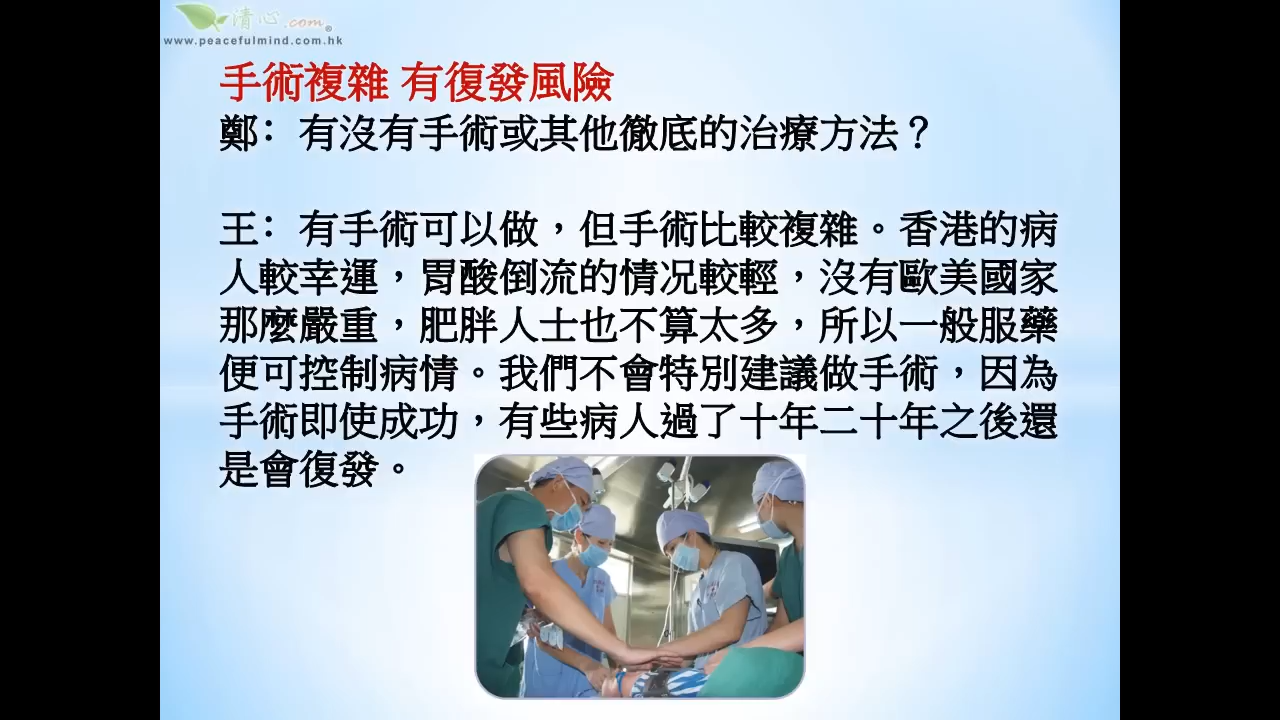 清心.com®
www.peacefulmind.com.hk
手術複雜 有復發風險
鄭：有沒有手術或其他徹底的治療方法？
王：有手術可以做，但手術比較複雜。香港的病
人較幸運，胃酸倒流的情況較輕，沒有歐美國家
那麼嚴重，肥胖人士也不算太多，所以一般服藥
便可控制病情。我們不會特別建議做手術，因為
手術即使成功，有些病人過了十年二十年之後還
是會復發。